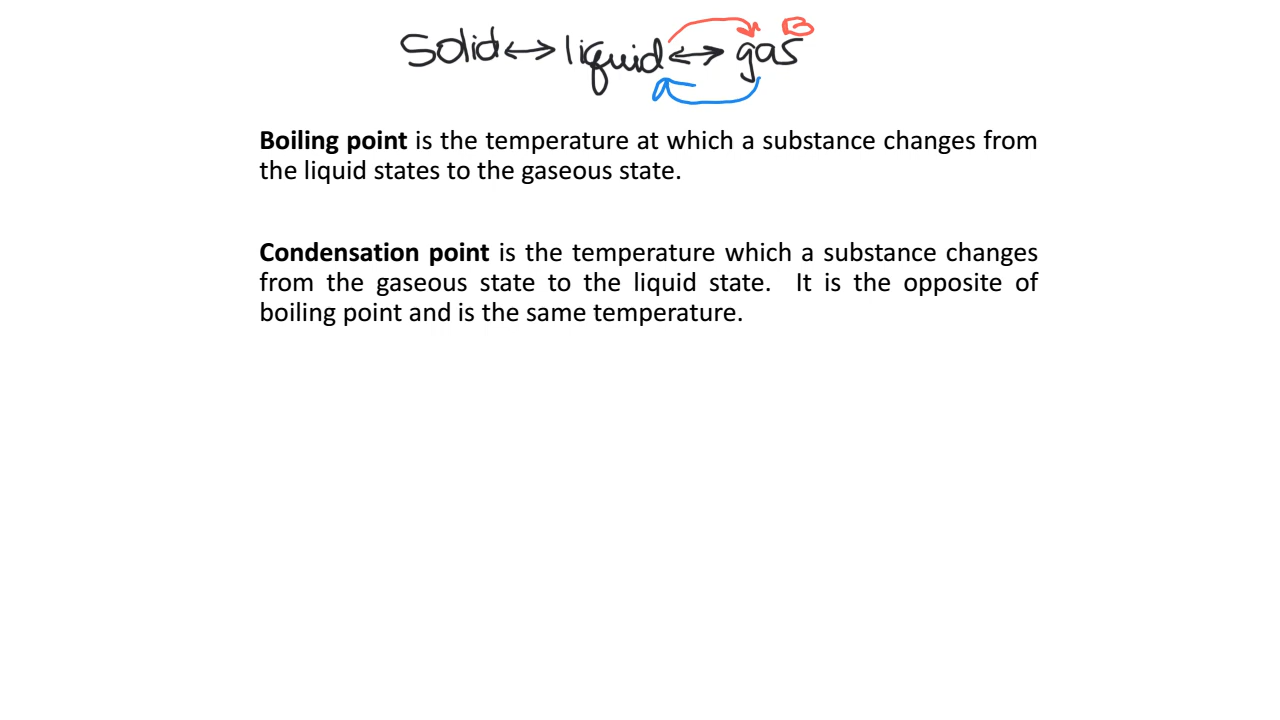 Solid ↔ liquid ↔ gas B
Boiling point is the temperature at which a substance changes from
the liquid states to the gaseous state.
Condensation point is the temperature which a substance changes
from the gaseous state to the liquid state.  It is the opposite of
boiling point and is the same temperature.